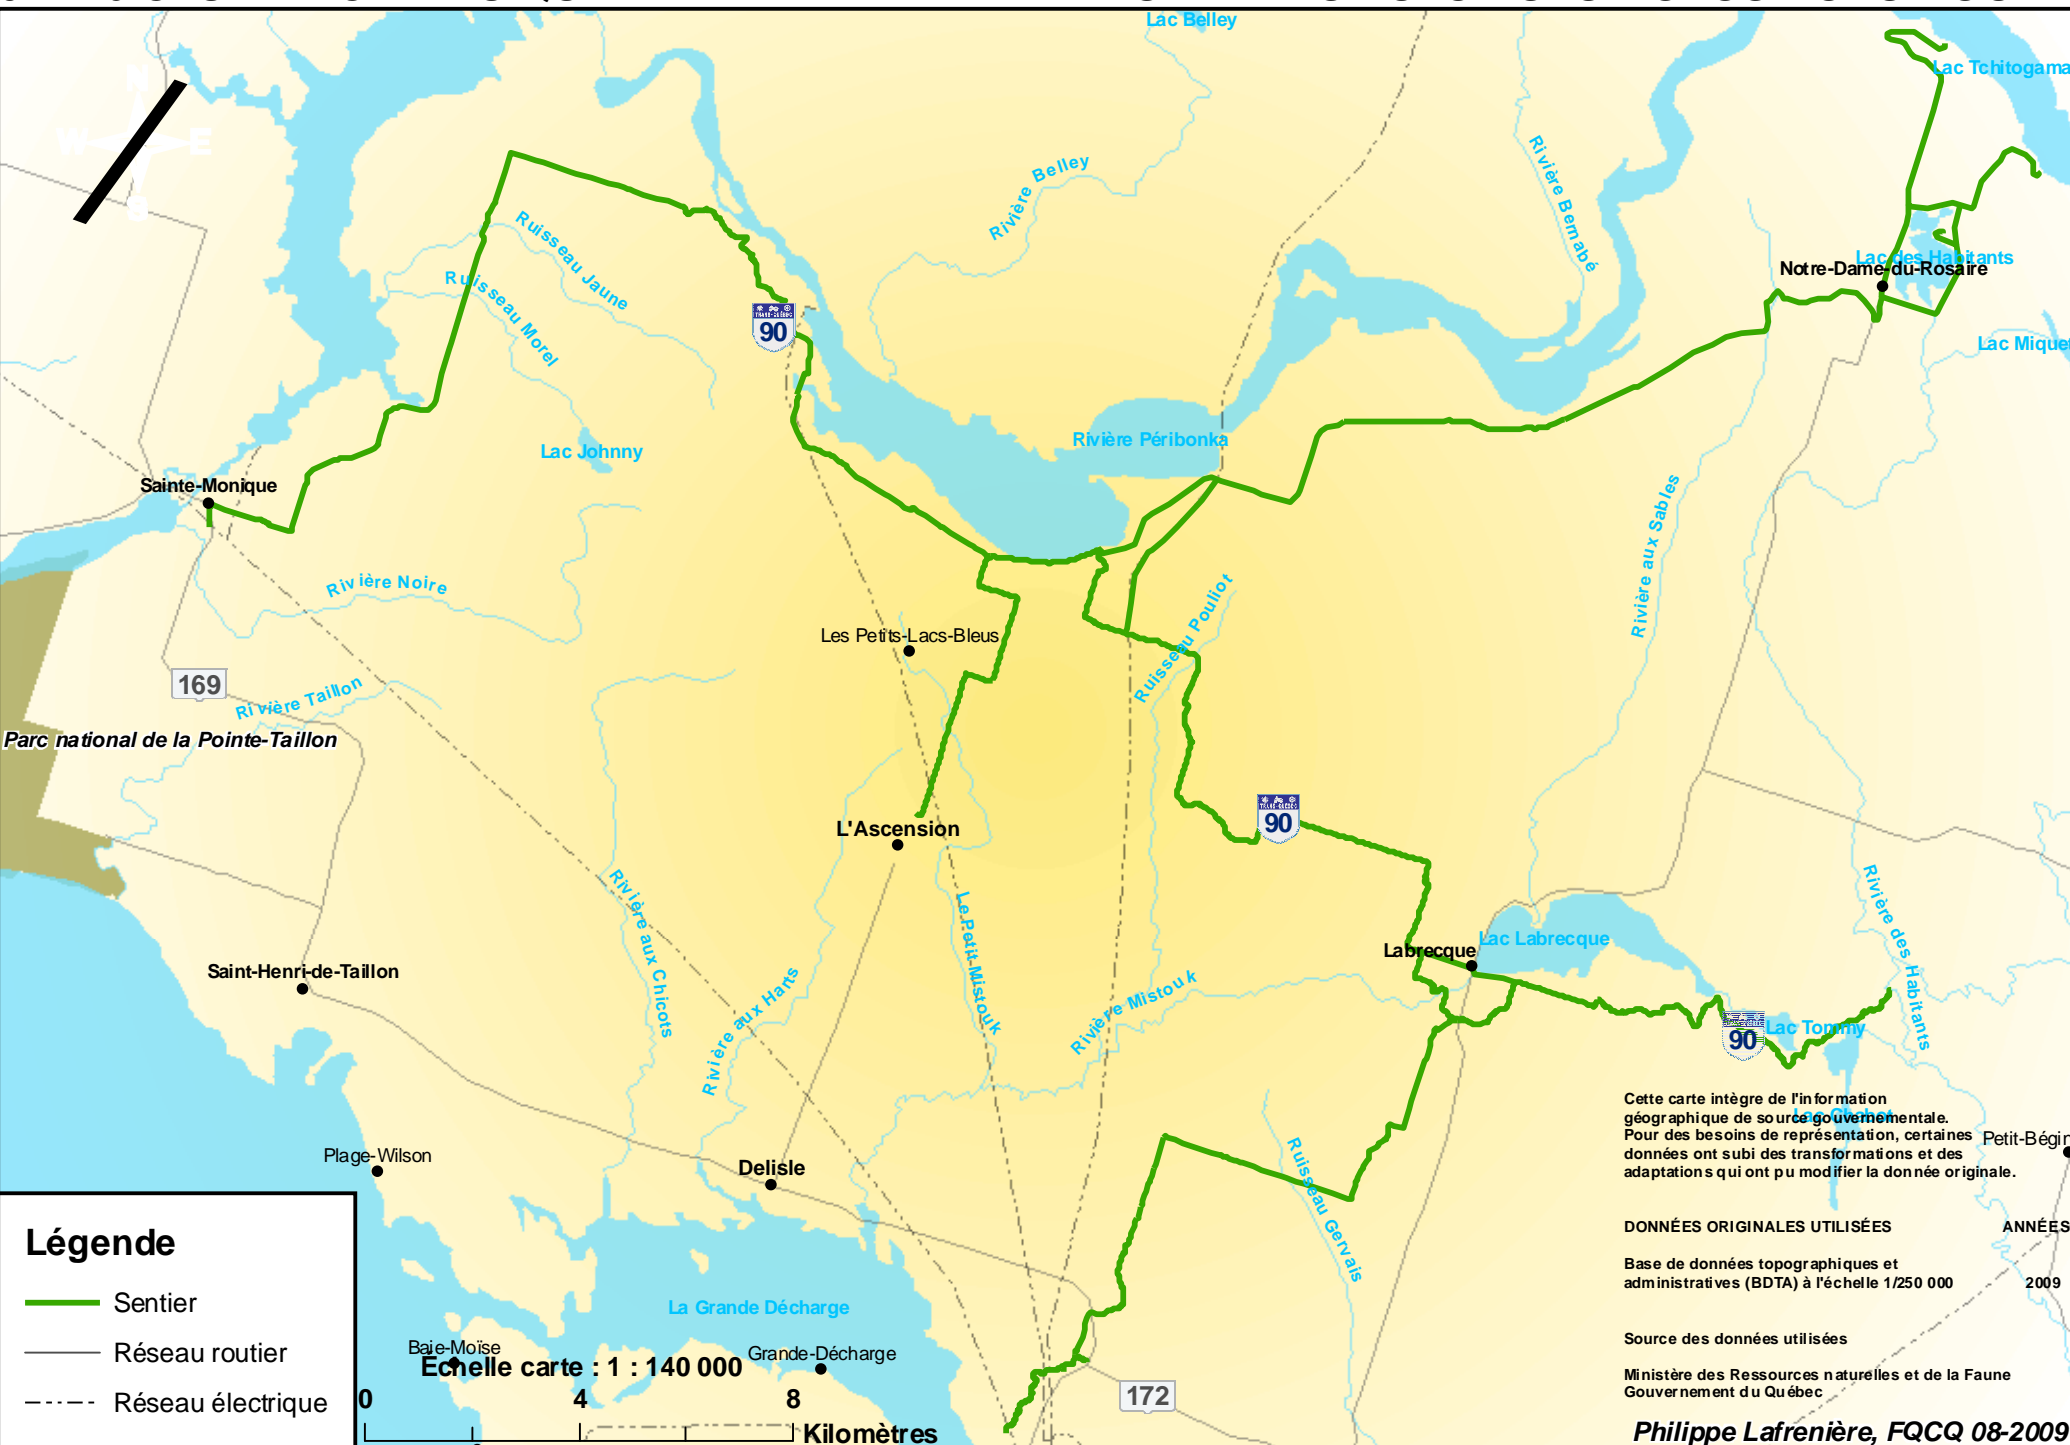 Lac Belley
Lac Tchitogama
N
W
E
S
Rivière Belley
Rivière Bernabé
Ruisseau Jaune
Ruisseau Morel
Lac des Habitants
Notre-Dame-du-Rosaire
TRANS-QUÉBEC
90
Lac Miquet
Rivière Péribonka
Lac Johnny
Sainte-Monique
Rivière aux Sables
Rivière Noire
Ruisseau Pouliot
Les Petits-Lacs-Bleus
169
Rivière Taillon
Parc national de la Pointe-Taillon
L'Ascension
TRANS-QUÉBEC
90
Rivière aux Chicots
Le Petit Mistouk
Rivière des Habitants
Labrecque
Lac Labrecque
Saint-Henri-de-Taillon
Rivière aux Harts
Rivière Mistouk
90
Lac Tommy
Cette carte intègre de l'information
géographique de source gouvernementale.
Lac Chabot
Pour des besoins de représentation, certaines
données ont subi des transformations et des
adaptations qui ont pu modifier la donnée originale.
Petit-Bégin
Plage-Wilson
Delisle
Ruisseau Gervais
DONNÉES ORIGINALES UTILISÉES ANNÉES
Base de données topographiques et
administratives (BDTA) à l'échelle 1/250 000 2009
Source des données utilisées
Ministère des Ressources naturelles et de la Faune
Gouvernement du Québec
Philippe Lafrenière, FQCQ 08-2009
Légende
Sentier
Réseau routier
Réseau électrique
La Grande Décharge
Baie-Moïse
Grande-Décharge
Échelle carte : 1 : 140 000
0 4 8
Kilomètres
172